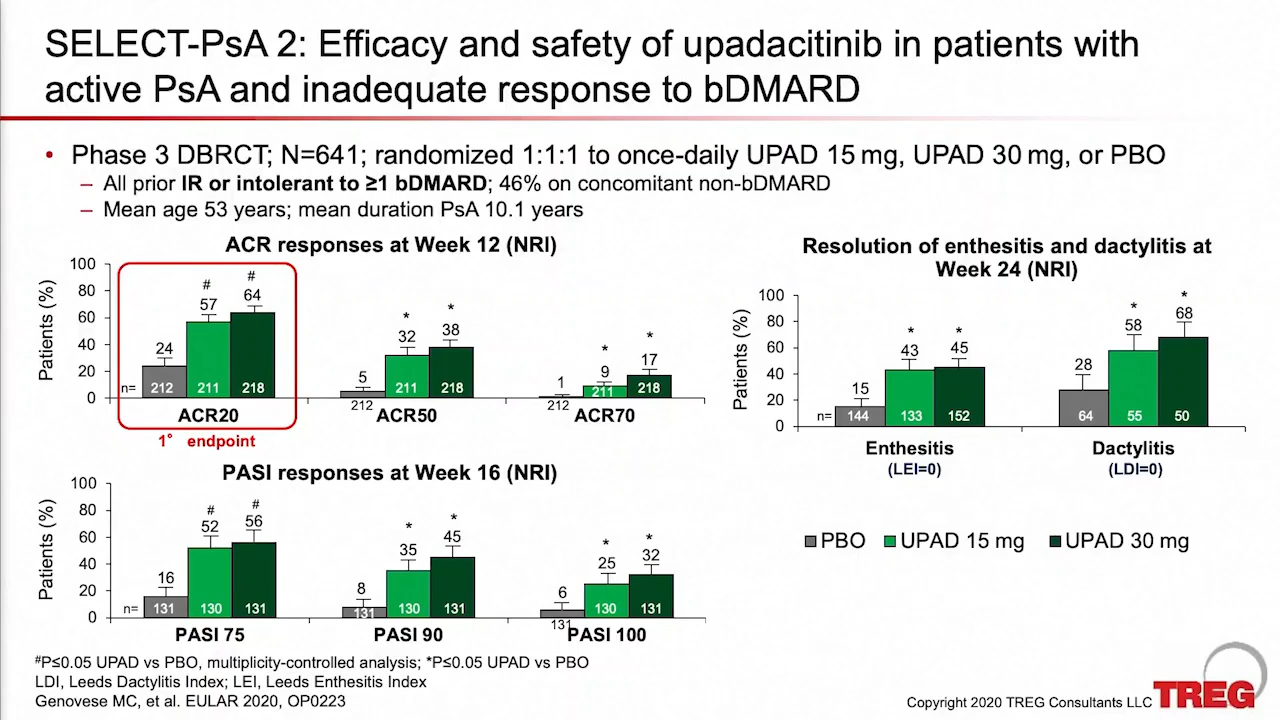 SELECT-PsA 2: Efficacy and safety of upadacitinib in patients with
active PsA and inadequate response to bDMARD
• Phase 3 DBRCT; N=641; randomized 1:1:1 to once-daily UPAD 15 mg, UPAD 30 mg, or PBO
– All prior IR or intolerant to ≥1 bDMARD; 46% on concomitant non-bDMARD
– Mean age 53 years; mean duration PsA 10.1 years
ACR responses at Week 12 (NRI)
Patients (%)
100
80
60
40
20
0
# #
24 57 64
* *
5 32 38
* *
1 9 17
n= 212 211 218
212 211 218
212 211 218
ACR20 ACR50 ACR70
1° endpoint
PASI responses at Week 16 (NRI)
Patients (%)
100
80
60
40
20
0
# #
16 52 56
* *
8 35 45
* *
6 25 32
n= 131 130 131
131 130 131
131 130 131
PASI 75 PASI 90 PASI 100
Resolution of enthesitis and dactylitis at
Week 24 (NRI)
Patients (%)
100
80
60
40
20
0
* *
15 43 45
* *
28 58 68
n= 144 133 152
64 55 50
Enthesitis Dactylitis
(LEI=0) (LDI=0)
PBO UPAD 15 mg UPAD 30 mg
#P≤0.05 UPAD vs PBO, multiplicity-controlled analysis; *P≤0.05 UPAD vs PBO
LDI, Leeds Dactylitis Index; LEI, Leeds Enthesitis Index
Genovese MC, et al. EULAR 2020, OP0223
Copyright 2020 TREG Consultants LLC
TREG